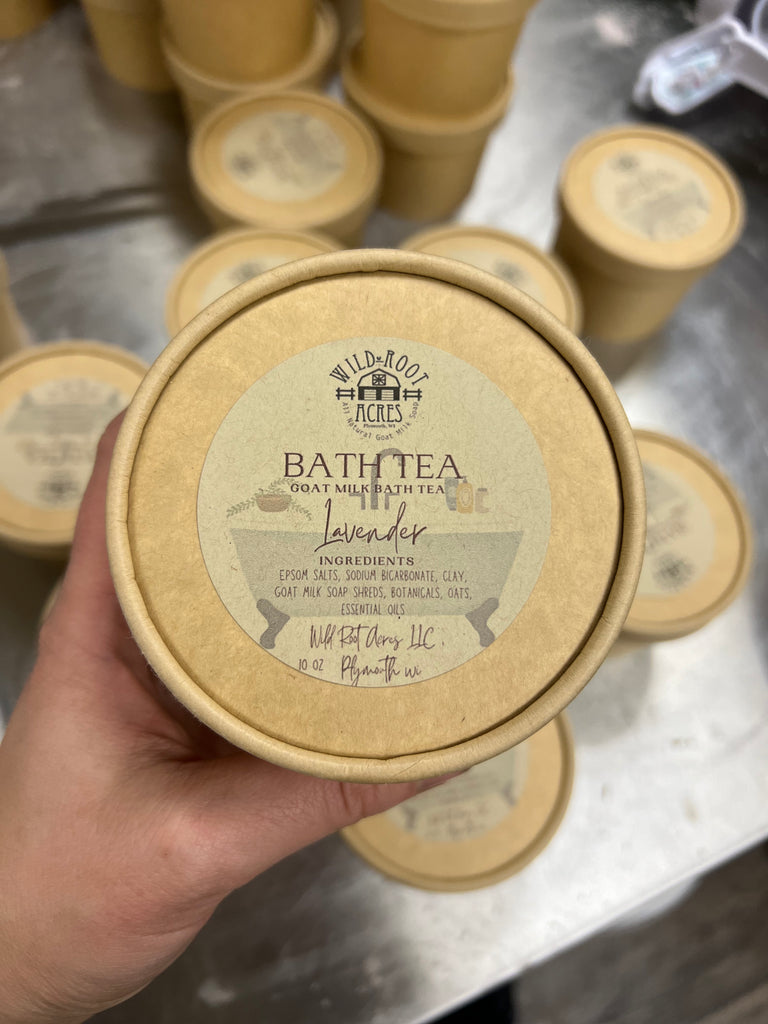 WILD ROOT
ACRES
Plymouth, WI
All Natural Goat Milk Soap
BATH TEA
GOAT MILK BATH TEA
Lavender
INGREDIENTS
EPSOM SALTS, SODIUM BICARBONATE, CLAY,
GOAT MILK SOAP SHREDS, BOTANICALS, OATS,
ESSENTIAL OILS
Wild Root Acres LLC
10 OZ Plymouth wi